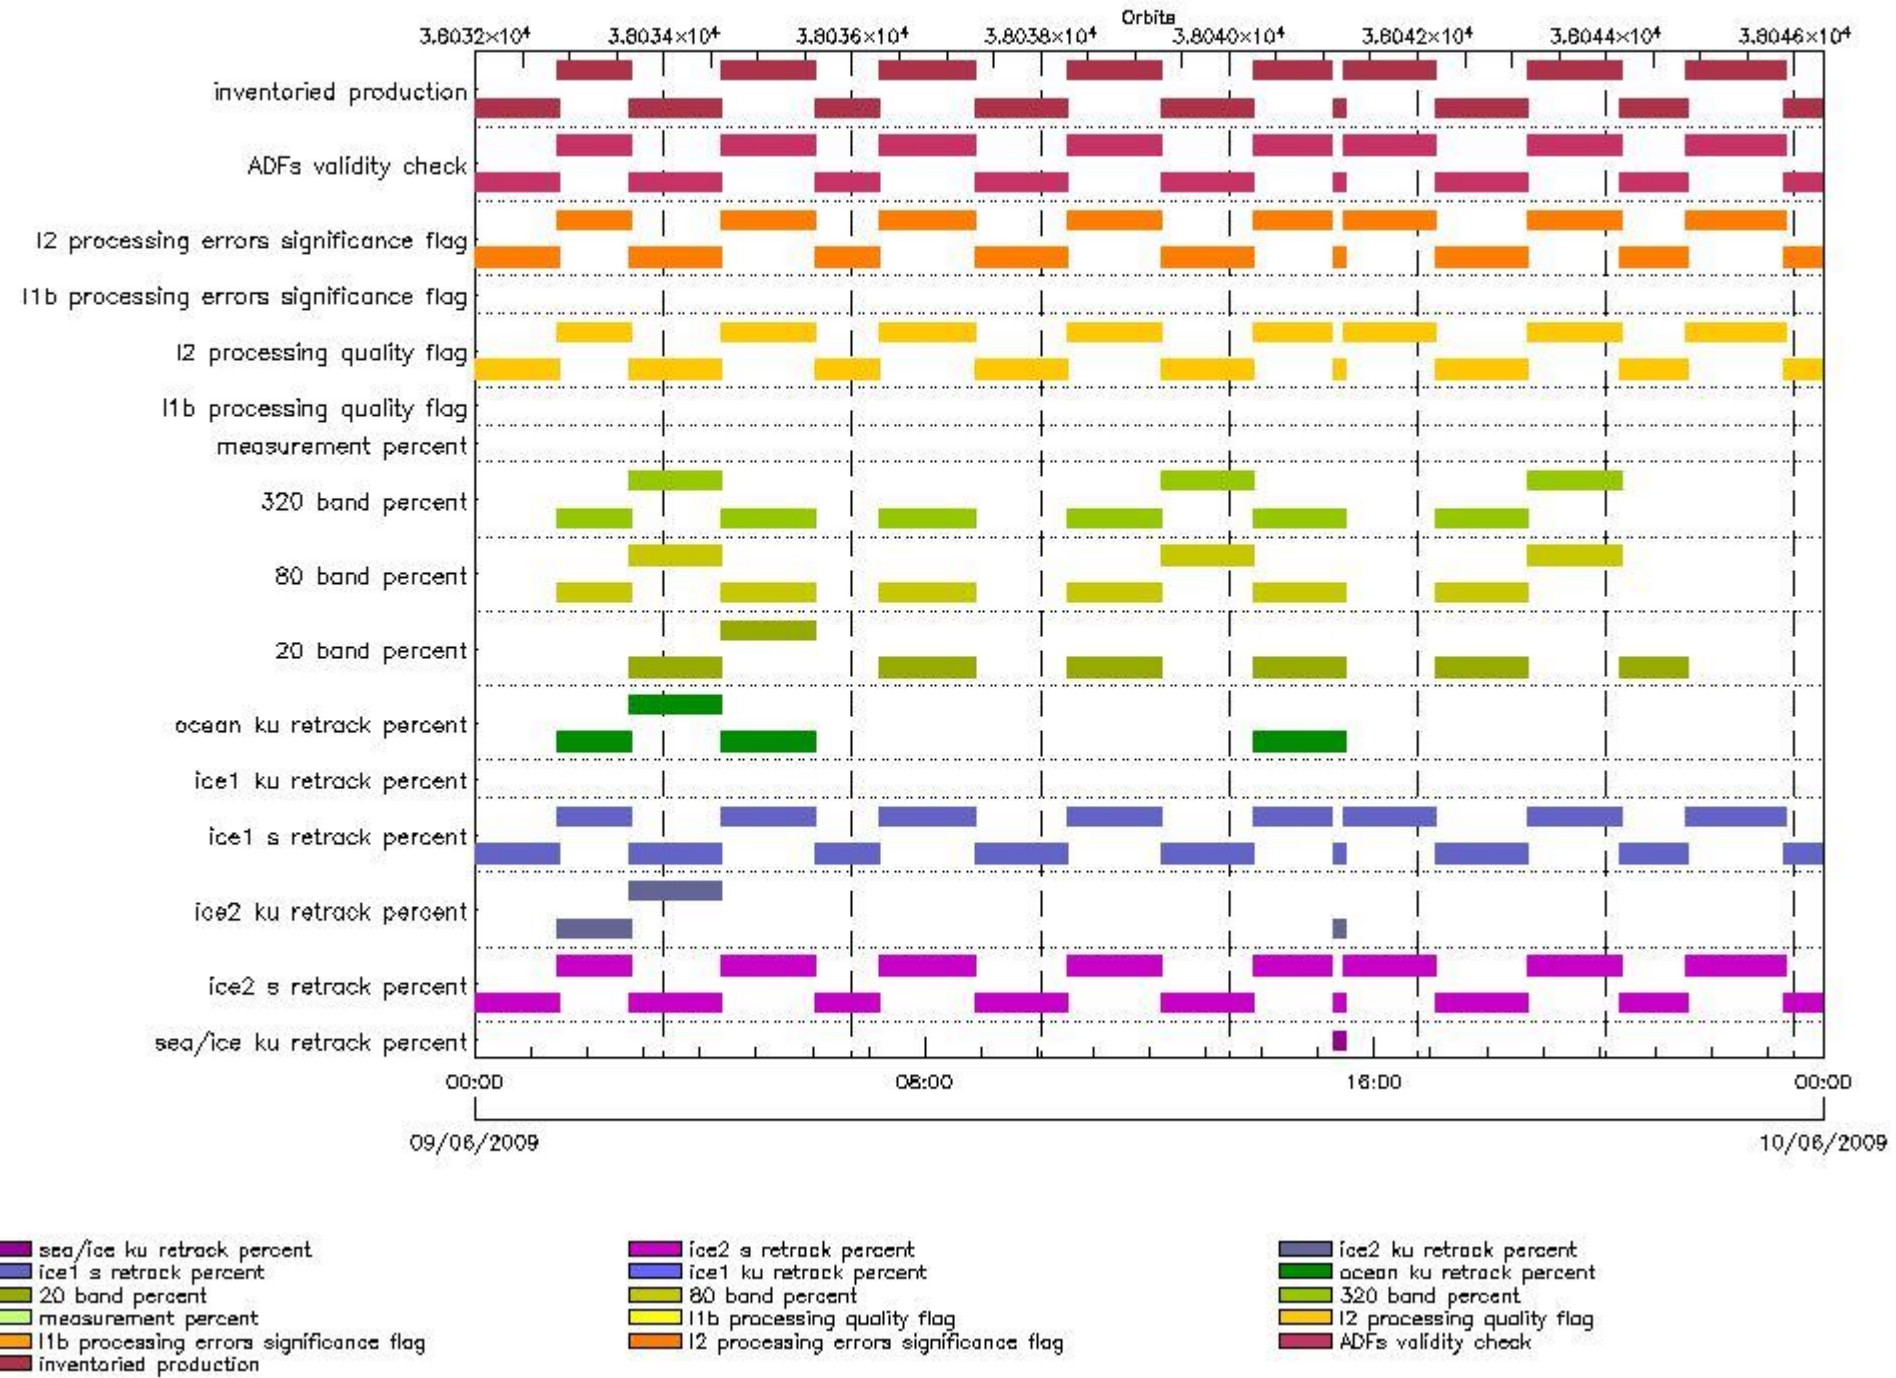 Orbits
3.8032×10⁴ 3.8034×10⁴ 3.8036×10⁴ 3.8038×10⁴ 3.8040×10⁴ 3.8042×10⁴ 3.8044×10⁴ 3.8046×10⁴
inventoried production
ADFs validity check
l2 processing errors significance flag
l1b processing errors significance flag
l2 processing quality flag
l1b processing quality flag
measurement percent
320 band percent
80 band percent
20 band percent
ocean ku retrack percent
ice1 ku retrack percent
ice1 s retrack percent
ice2 ku retrack percent
ice2 s retrack percent
sea/ice ku retrack percent
00:00 08:00 16:00 00:00
09/06/2009 10/06/2009
sea/ice ku retrack percent ice2 s retrack percent ice2 ku retrack percent
ice1 s retrack percent ice1 ku retrack percent ocean ku retrack percent
20 band percent 80 band percent 320 band percent
measurement percent l1b processing quality flag l2 processing quality flag
l1b processing errors significance flag l2 processing errors significance flag ADFs validity check
inventoried production